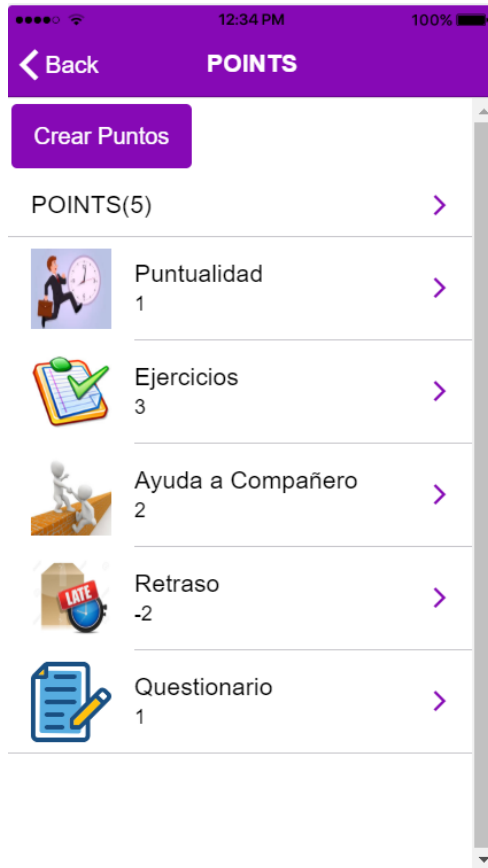 12:34 PM
100%
Back
POINTS
Crear Puntos
POINTS(5)
Puntualidad
1
Ejercicios
3
Ayuda a Compañero
2
LATE
Retraso
-2
Questionario
1